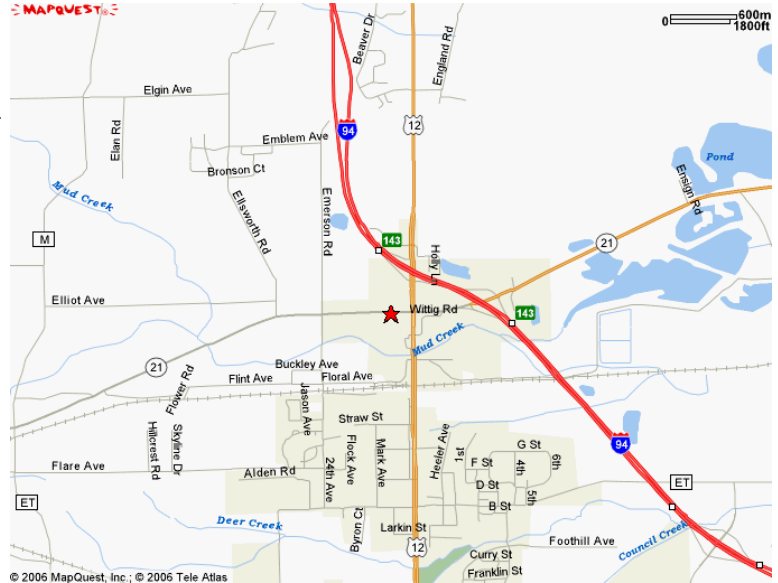 MAPQUEST
600m
0 1800ft
Beaver Dr
England Rd
Elgin Ave
Elan Rd
94
12
Emblem Ave
Bronson Ct
Pond
Mud Creek
Ellsworth Rd
Emerson Rd
Ensign Rd
M
143
Holly Ln
21
Elliot Ave
Wittig Rd
143
Mud Creek
21
Buckley Ave
Flint Ave
Floral Ave
Flower Rd
Jason Ave
Straw St
Hillcrest Rd
Skyline Dr
24th Ave
Flock Ave
Mark Ave
Heeler Ave
1st
G St
4th
6th
94
F St
Flare Ave
Alden Rd
D St
5th
ET
ET
B St
Byron Ct
Deer Creek
Larkin St
12
Foothill Ave
Council Creek
Curry St
Franklin St
© 2006 MapQuest, Inc.; © 2006 Tele Atlas